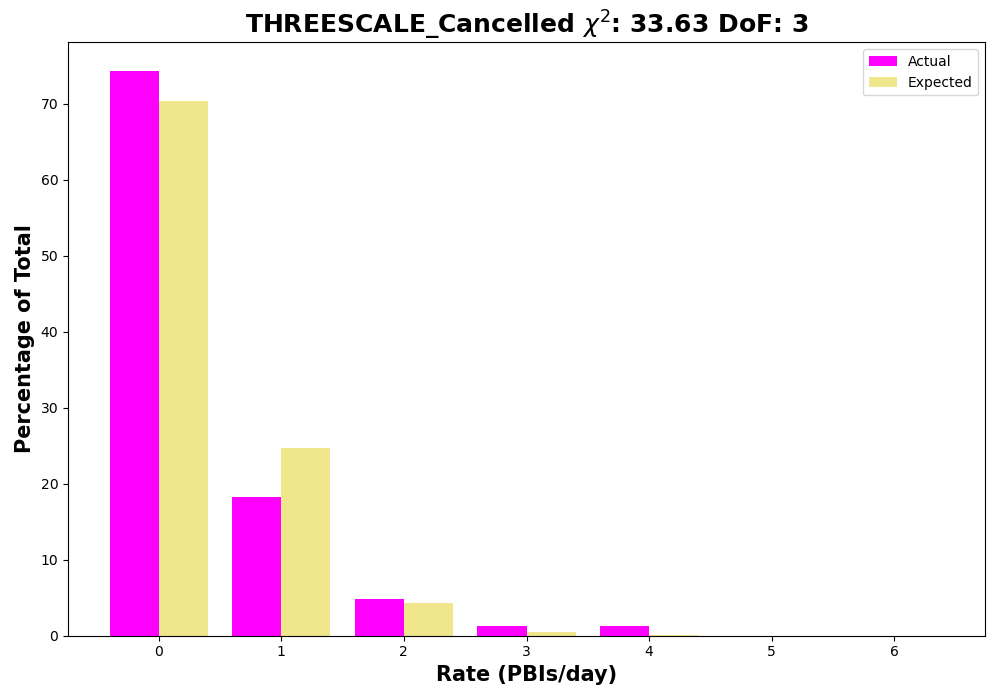 THREESCALE_Cancelled χ²: 33.63 DoF: 3
Actual
Expected
70
60
50
40
30
20
10
0
Percentage of Total
0 1 2 3 4 5 6
Rate (PBIs/day)